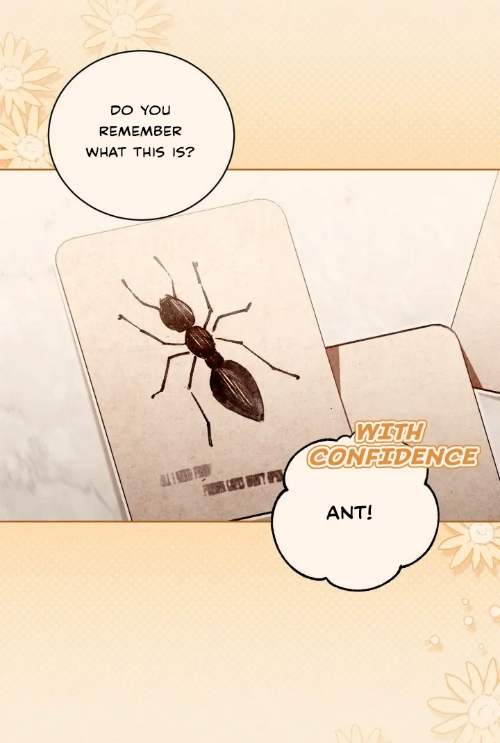 DO YOU
REMEMBER
WHAT THIS IS?
WITH
CONFIDENCE
ANT!